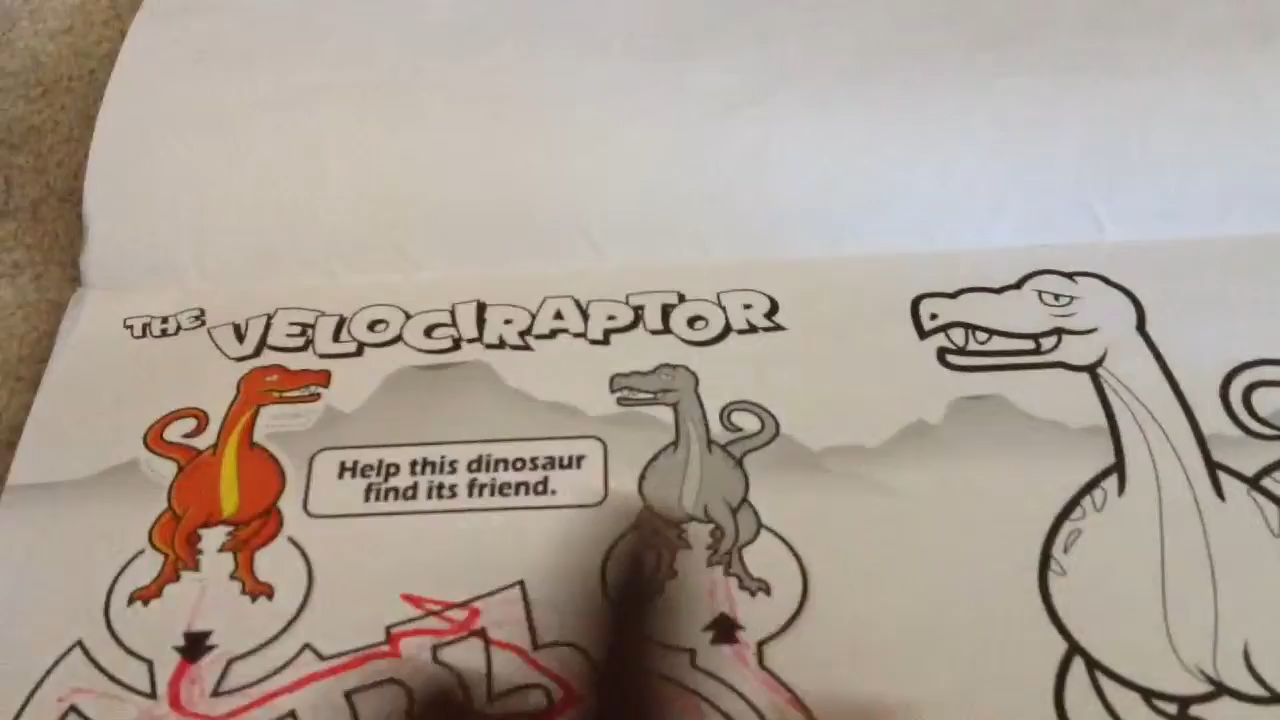 THE VELOCIRAPTOR
Help this dinosaur
find its friend.